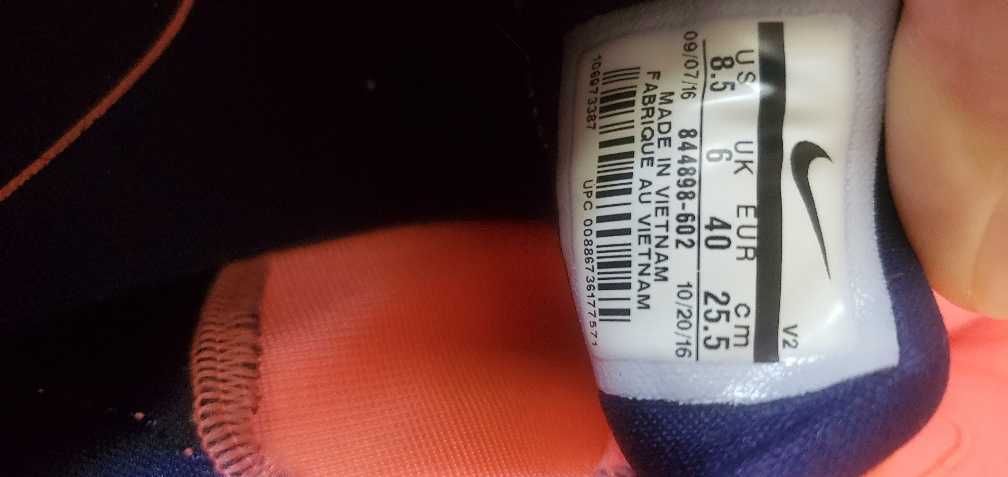 V2
US UK EUR cm
8.5 6 40 25.5
09/07/16 844898-602 10/20/16
MADE IN VIETNAM
FABRIQUE AU VIETNAM
106973387 UPC 00886736177571